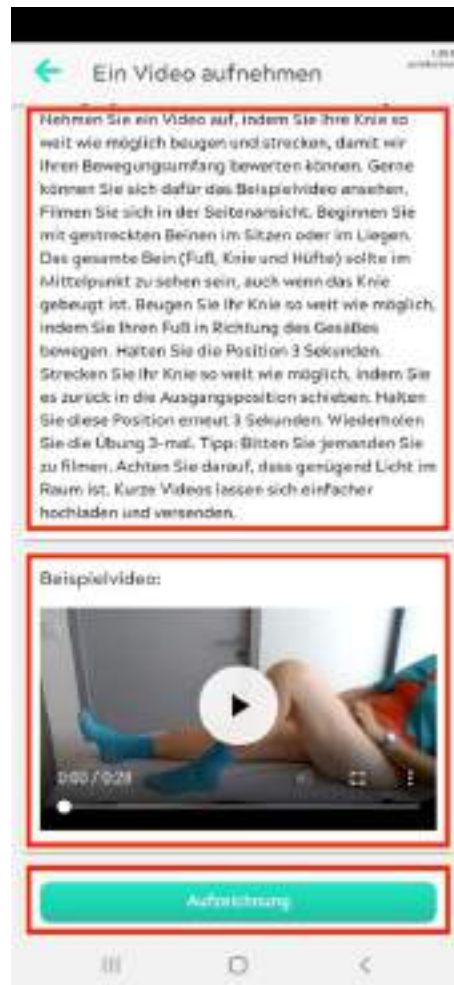 Ein Video aufnehmen
Nehmen Sie ein Video auf, indem Sie Ihre Knie so
weit wie möglich beugen und strecken, damit wir
Ihren Bewegungsumfang bewerten können. Gerne
können Sie sich dafür das Beispielvideo ansehen.
Filmen Sie sich in der Seitenansicht. Beginnen Sie
mit gestreckten Beinen im Sitzen oder im Liegen.
Das gesamte Bein (Fuß, Knie und Hüfte) sollte im
Mittelpunkt zu sehen sein, auch wenn das Knie
gebeugt ist. Beugen Sie Ihr Knie so weit wie möglich,
indem Sie Ihren Fuß in Richtung des Gesäßes
bewegen. Halten Sie die Position 3 Sekunden.
Strecken Sie Ihr Knie so weit wie möglich, indem Sie
es zurück in die Ausgangsposition schieben. Halten
Sie diese Position erneut 3 Sekunden. Wiederholen
Sie die Übung 3-mal. Tipp: Bitten Sie jemanden Sie
zu filmen. Achten Sie darauf, dass genügend Licht im
Raum ist. Kurze Videos lassen sich einfacher
hochladen und versenden.
Beispielvideo:
0:00 / 0:28
Aufzeichnung